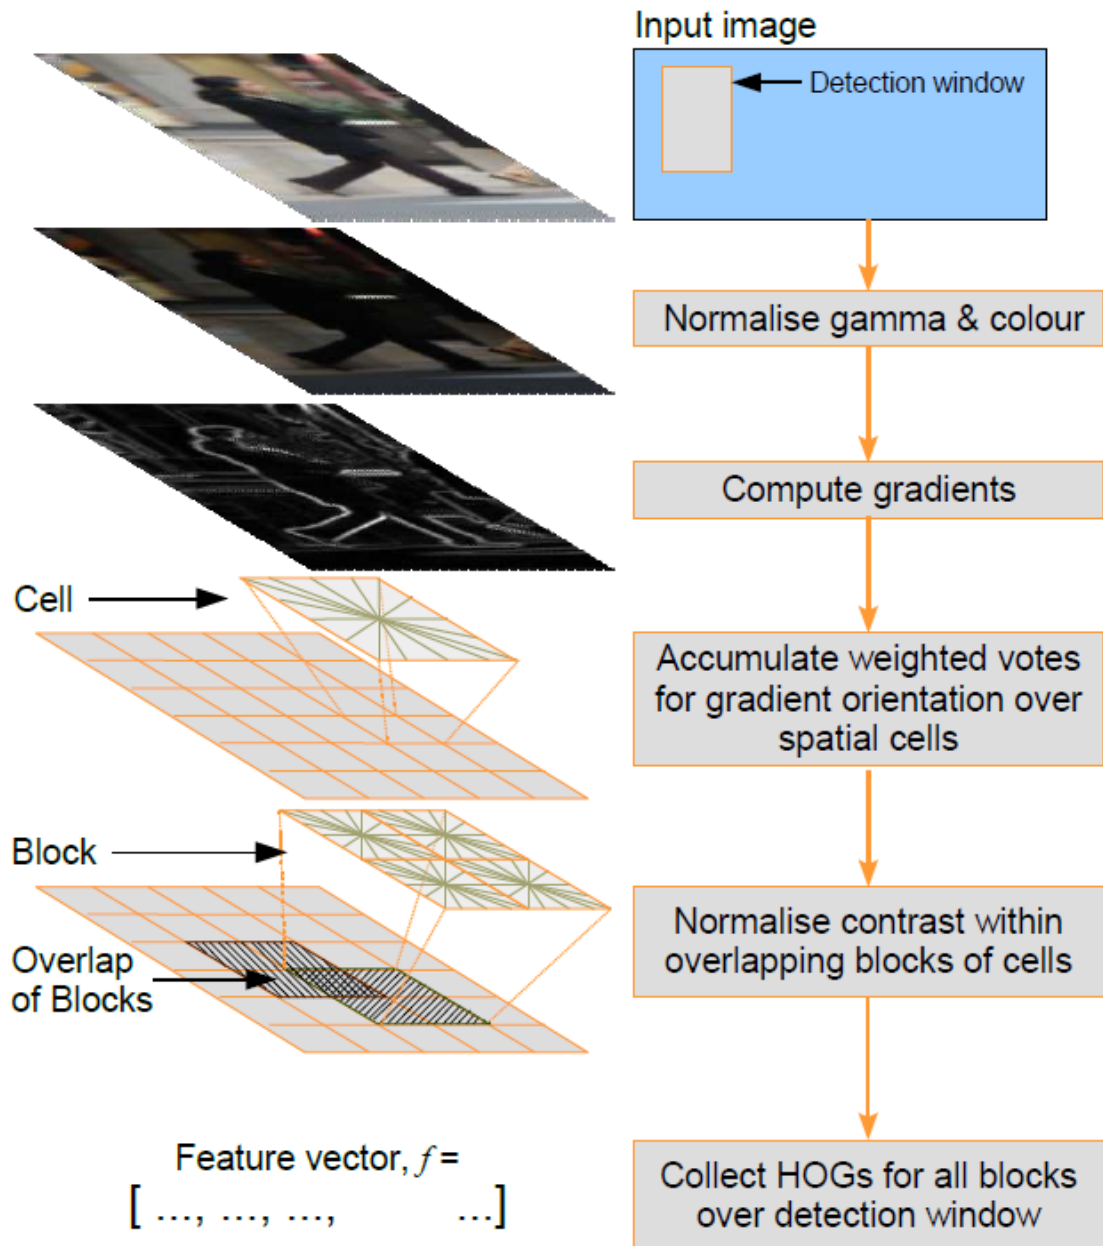 Input image
Detection window
Normalise gamma & colour
Compute gradients
Cell
Accumulate weighted votes
for gradient orientation over
spatial cells
Block
Normalise contrast within
overlapping blocks of cells
Overlap
of Blocks
Feature vector, f =
[ ..., ..., ..., ...]
Collect HOGs for all blocks
over detection window